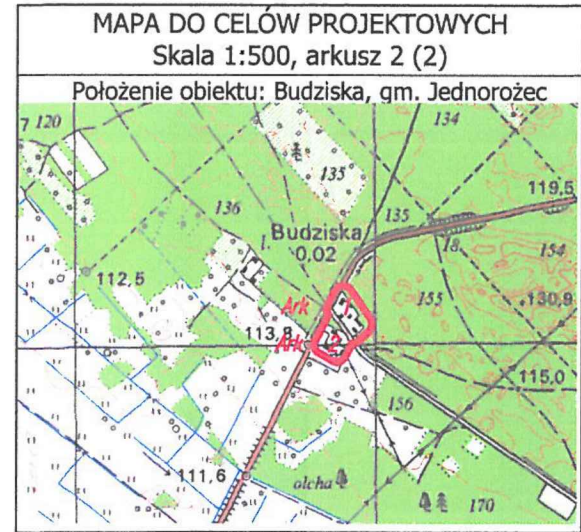 MAPA DO CELÓW PROJEKTOWYCH
Skala 1:500, arkusz 2 (2)
Położenie obiektu: Budziska, gm. Jednorożec
7 120
134
135
119,5
136
135
Budziska
0,02
18
154
l.
112,5
155
130,9
Ark 1
113,8
Ark 2
115,0
156
111,6
olcha
170